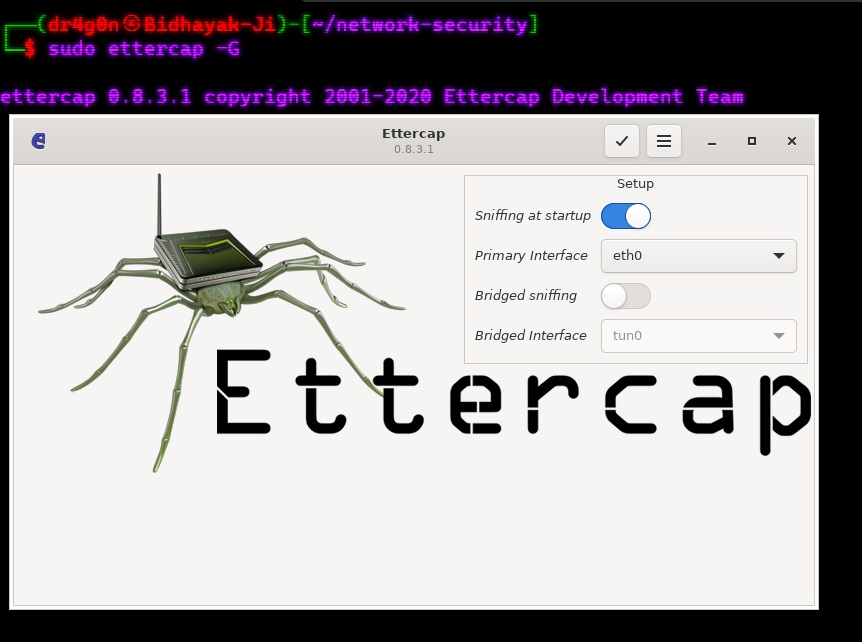 ┌──(dr4g0n㉿Bidhayak-Ji)-[~/network-security]
└─$ sudo ettercap -G
ettercap 0.8.3.1 copyright 2001-2020 Ettercap Development Team
e
Ettercap
0.8.3.1
Setup
Sniffing at startup
Primary Interface eth0
Bridged sniffing
Bridged Interface tun0
Ettercap